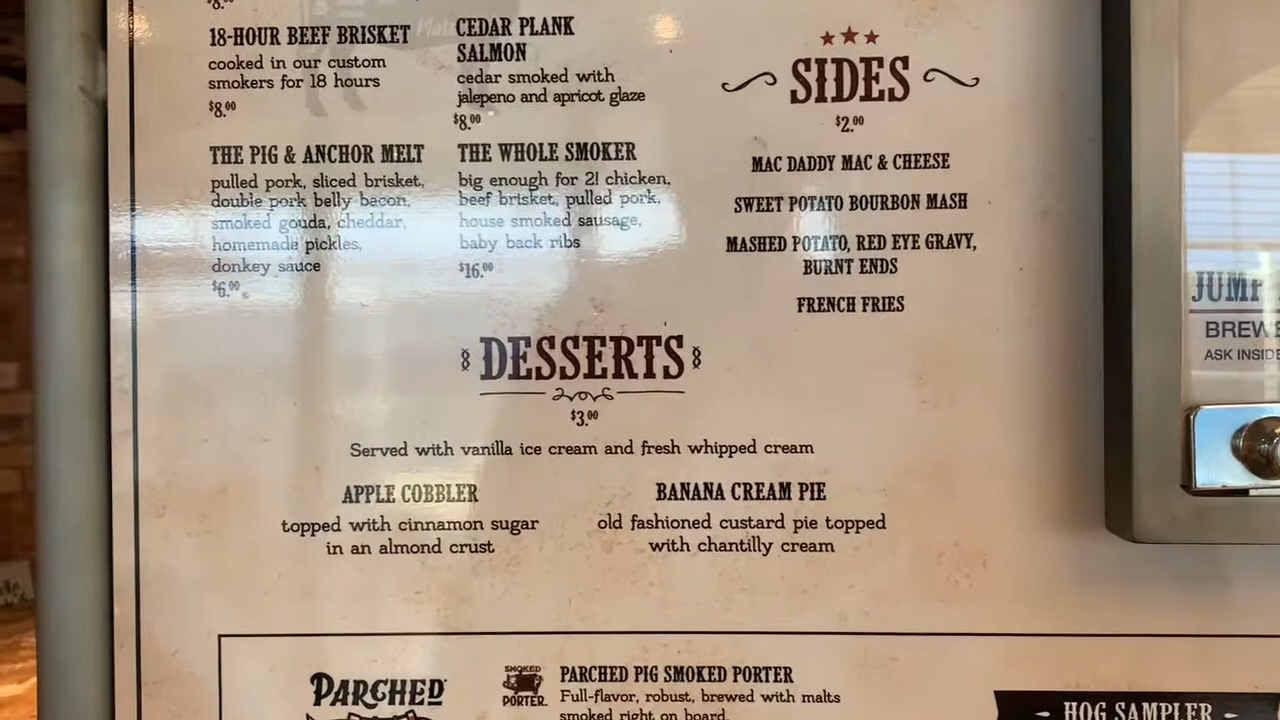 $8.
18-HOUR BEEF BRISKET
cooked in our custom
smokers for 18 hours
$8.00
CEDAR PLANK
SALMON
cedar smoked with
jalepeno and apricot glaze
$8.00
THE PIG & ANCHOR MELT
pulled pork, sliced brisket,
double pork belly bacon,
smoked gouda, cheddar,
homemade pickles,
donkey sauce
$6.00
THE WHOLE SMOKER
big enough for 2! chicken,
beef brisket, pulled pork,
house smoked sausage,
baby back ribs
$16.00
SIDES
$2.00
MAC DADDY MAC & CHEESE
SWEET POTATO BOURBON MASH
MASHED POTATO, RED EYE GRAVY,
BURNT ENDS
FRENCH FRIES
DESSERTS
$3.00
Served with vanilla ice cream and fresh whipped cream
APPLE COBBLER
topped with cinnamon sugar
in an almond crust
BANANA CREAM PIE
old fashioned custard pie topped
with chantilly cream
PARCHED
SMOKED
PORTER
PARCHED PIG SMOKED PORTER
Full-flavor, robust, brewed with malts
smoked right on board.
HOG SAMPLER
JUMP
BREWE
ASK INSIDE